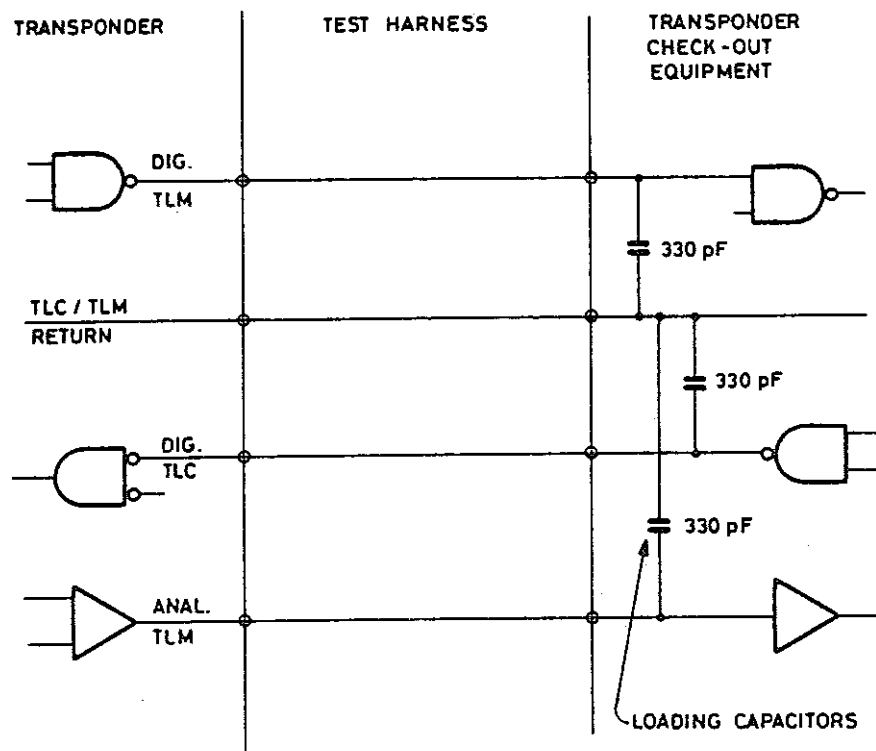 TRANSPONDER
TEST HARNESS
TRANSPONDER
CHECK-OUT
EQUIPMENT
DIG.
TLM
330 pF
TLC / TLM
RETURN
330 pF
DIG.
TLC
330 pF
ANAL.
TLM
LOADING CAPACITORS